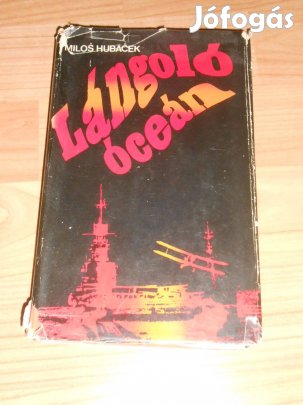 Jófogás
MILOŠ HUBÁČEK
Lángoló
óceán